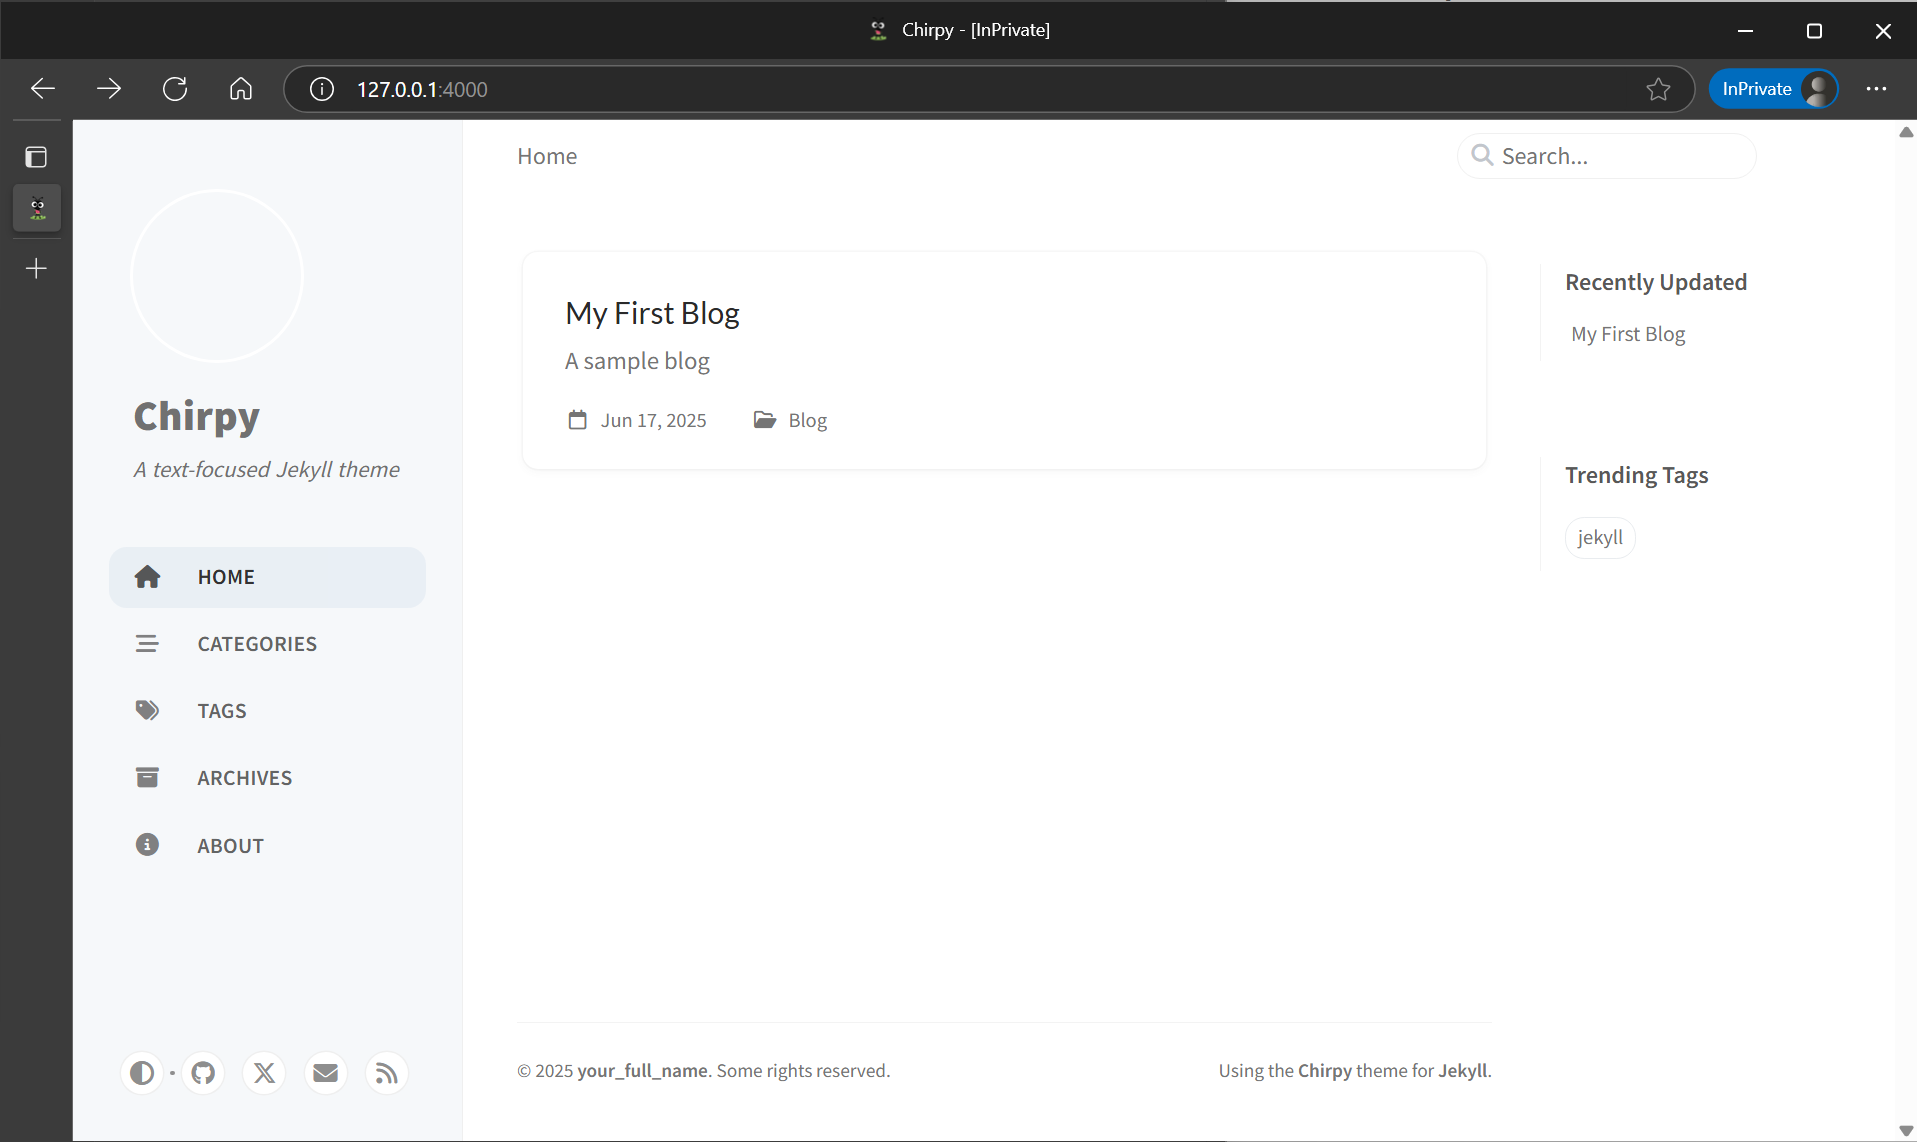 Chirpy - [InPrivate]
127.0.0.1:4000
InPrivate
Chirpy
A text-focused Jekyll theme
HOME
CATEGORIES
TAGS
ARCHIVES
ABOUT
Home
Search...
My First Blog
A sample blog
Jun 17, 2025 Blog
Recently Updated
My First Blog
Trending Tags
jekyll
© 2025 your_full_name. Some rights reserved.
Using the Chirpy theme for Jekyll.